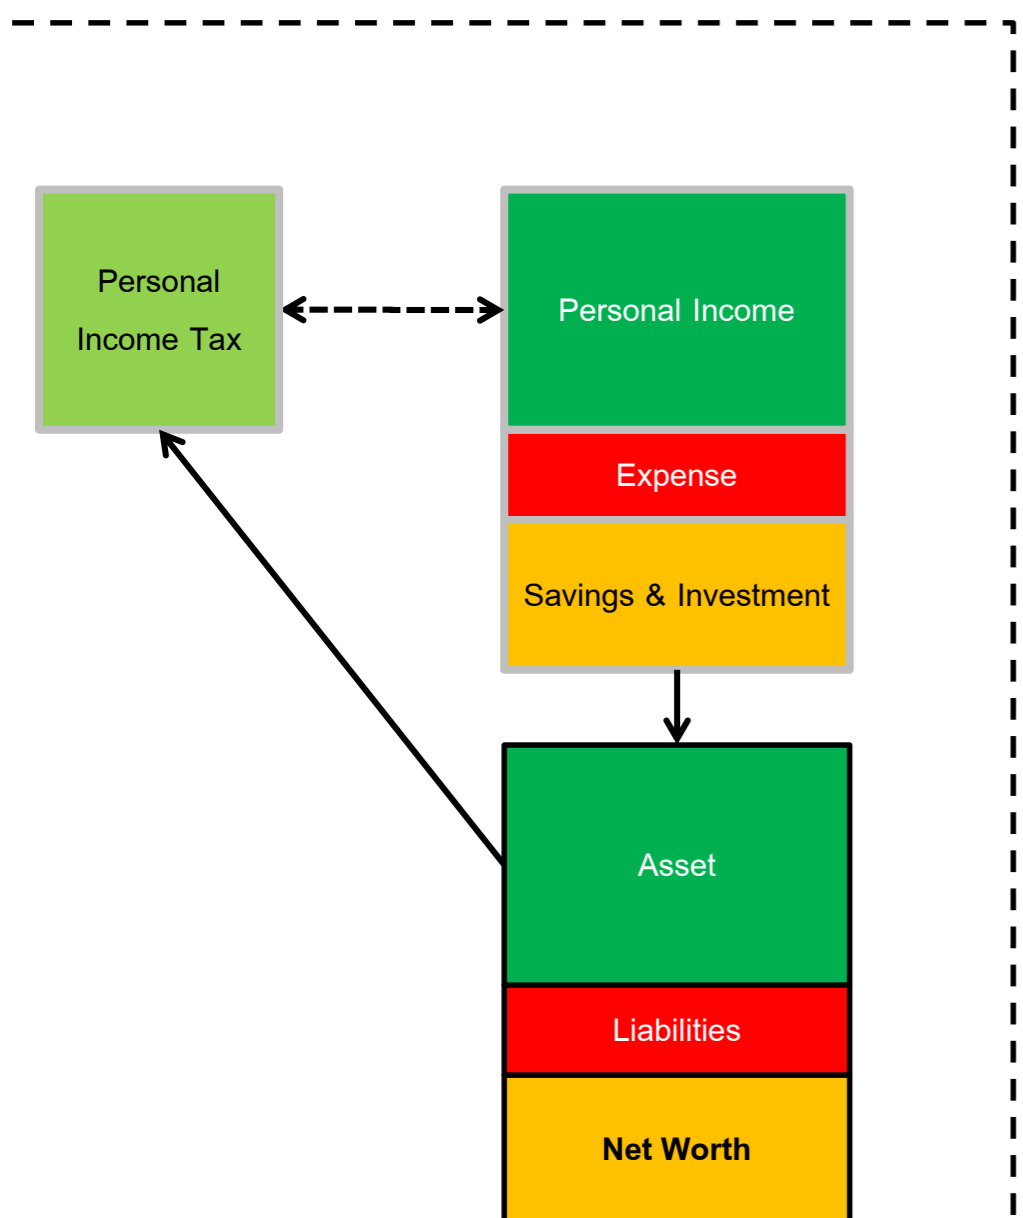 Personal
Income Tax
Personal Income
Expense
Savings & Investment
Asset
Liabilities
Net Worth